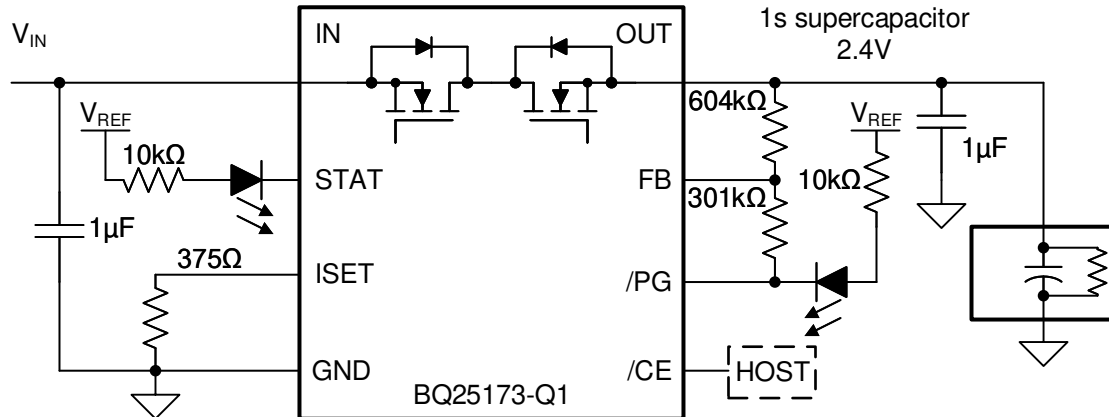 1s supercapacitor
2.4V
V_IN
IN
OUT
V_REF
10kΩ
STAT
1µF
375Ω
ISET
GND
604kΩ
FB
301kΩ
V_REF
10kΩ
1µF
/PG
/CE
HOST
BQ25173-Q1